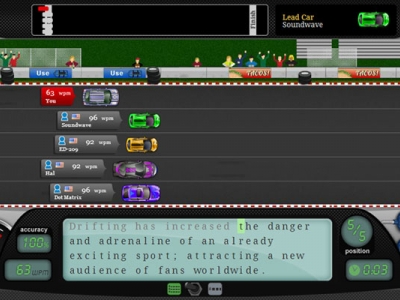 Finish
Lead Car
Soundwave
Use
Use
TACOS!
TACOS!
63 wpm
You
96 wpm
Soundwave
92 wpm
ED-209
92 wpm
Hal
96 wpm
Dot Matrix
accuracy
100%
63 WPM
Drifting has increased the danger
and adrenaline of an already
exciting sport; attracting a new
audience of fans worldwide.
5/5
position
0:03